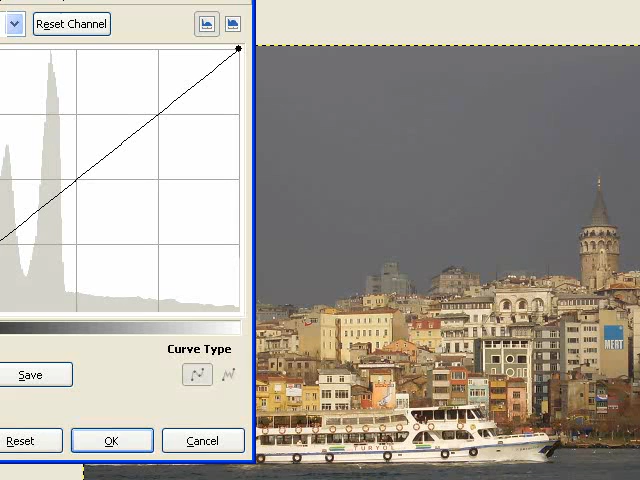 Reset Channel
Curve Type
Save
Reset
OK
Cancel
MERT
TURYOL